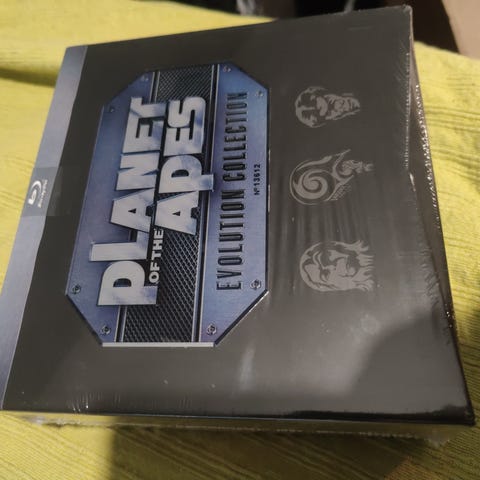 PLANET
OF THE
APES
EVOLUTION COLLECTION
Nº13612